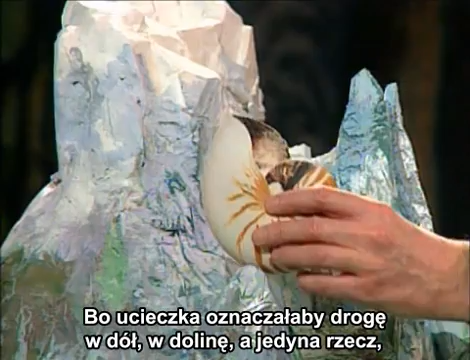 Bo ucieczka oznaczałaby drogę
w dół, w dolinę, a jedyna rzecz,